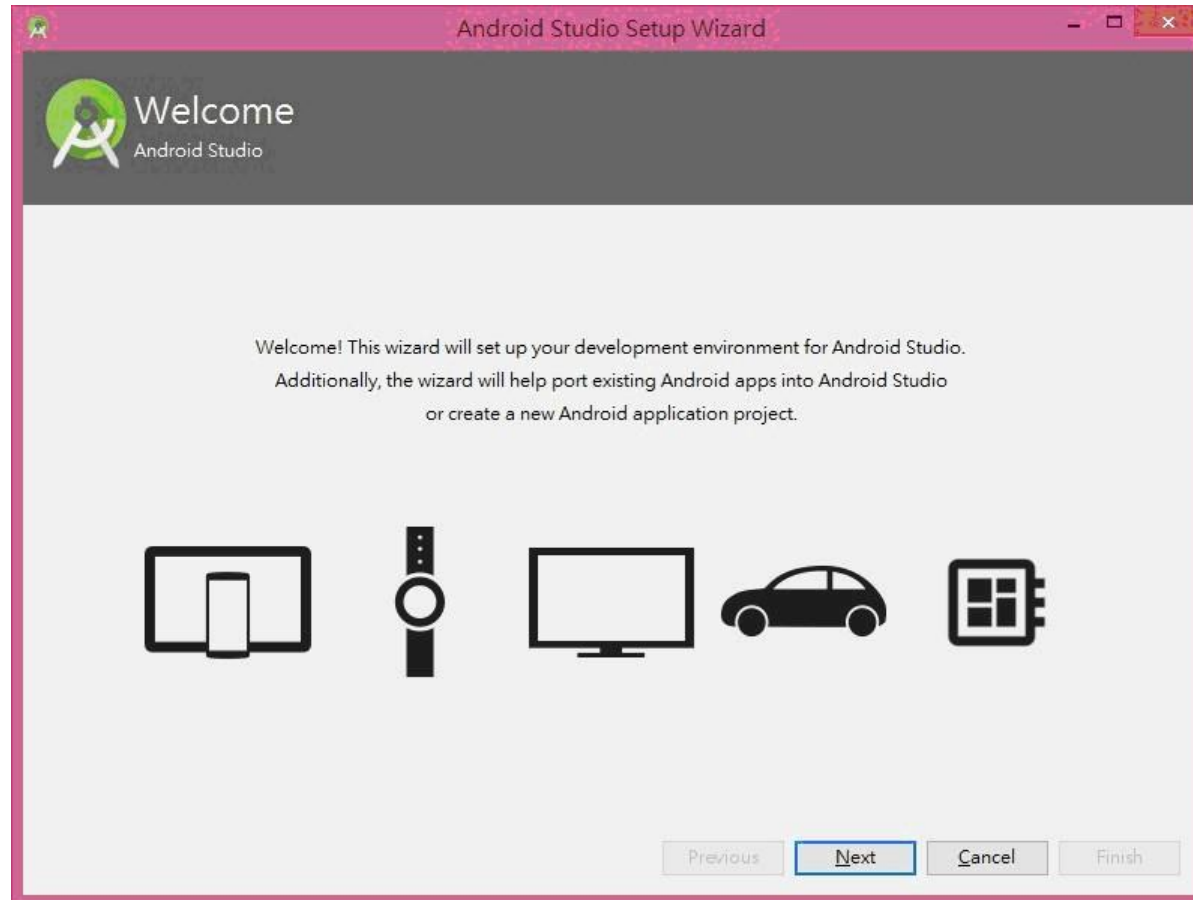 Android Studio Setup Wizard
Welcome
Android Studio
Welcome! This wizard will set up your development environment for Android Studio.
Additionally, the wizard will help port existing Android apps into Android Studio
or create a new Android application project.
Previous Next Cancel Finish